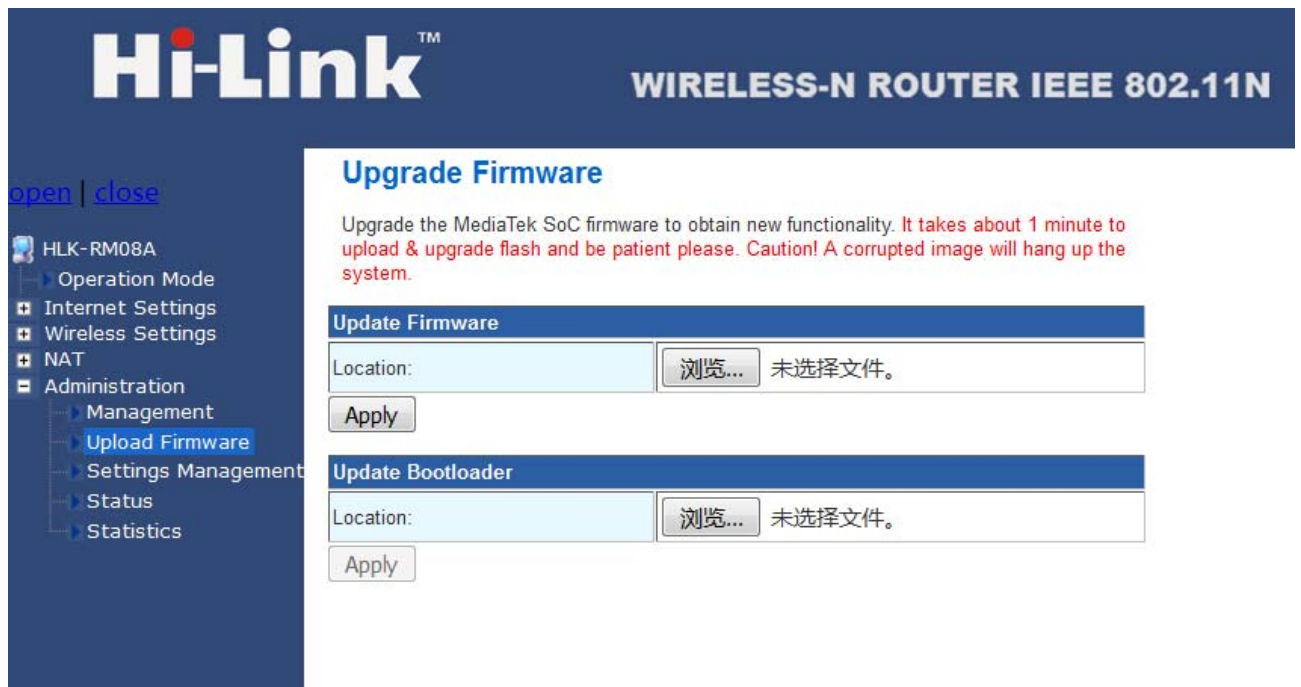 Hi-Link™
WIRELESS-N ROUTER IEEE 802.11N
open | close
HLK-RM08A
Operation Mode
Internet Settings
Wireless Settings
NAT
Administration
Management
Upload Firmware
Settings Management
Status
Statistics
Upgrade Firmware
Upgrade the MediaTek SoC firmware to obtain new functionality. It takes about 1 minute to
upload & upgrade flash and be patient please. Caution! A corrupted image will hang up the
system.
Update Firmware
Location: 浏览... 未选择文件。
Apply
Update Bootloader
Location: 浏览... 未选择文件。
Apply